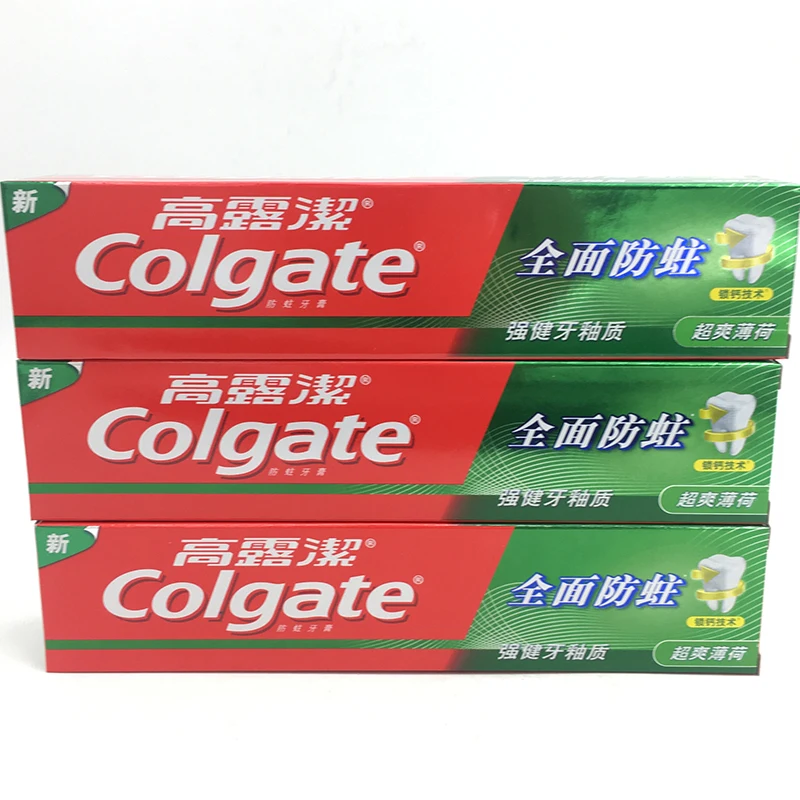 新
高露潔®
Colgate®
防蛀牙膏
全面防蛀
锁钙技术
强健牙釉质
超爽薄荷
新
高露潔®
Colgate®
防蛀牙膏
全面防蛀
锁钙技术
强健牙釉质
超爽薄荷
新
高露潔®
Colgate®
防蛀牙膏
全面防蛀
锁钙技术
强健牙釉质
超爽薄荷